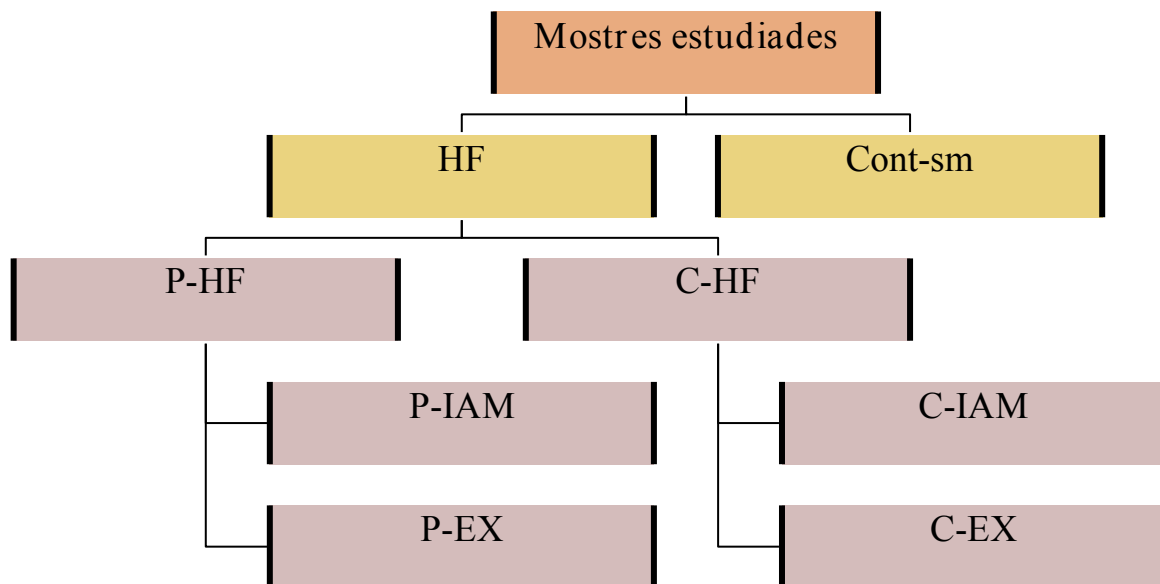 Mostres estudiades
HF
Cont-sm
P-HF
C-HF
P-IAM
C-IAM
P-EX
C-EX